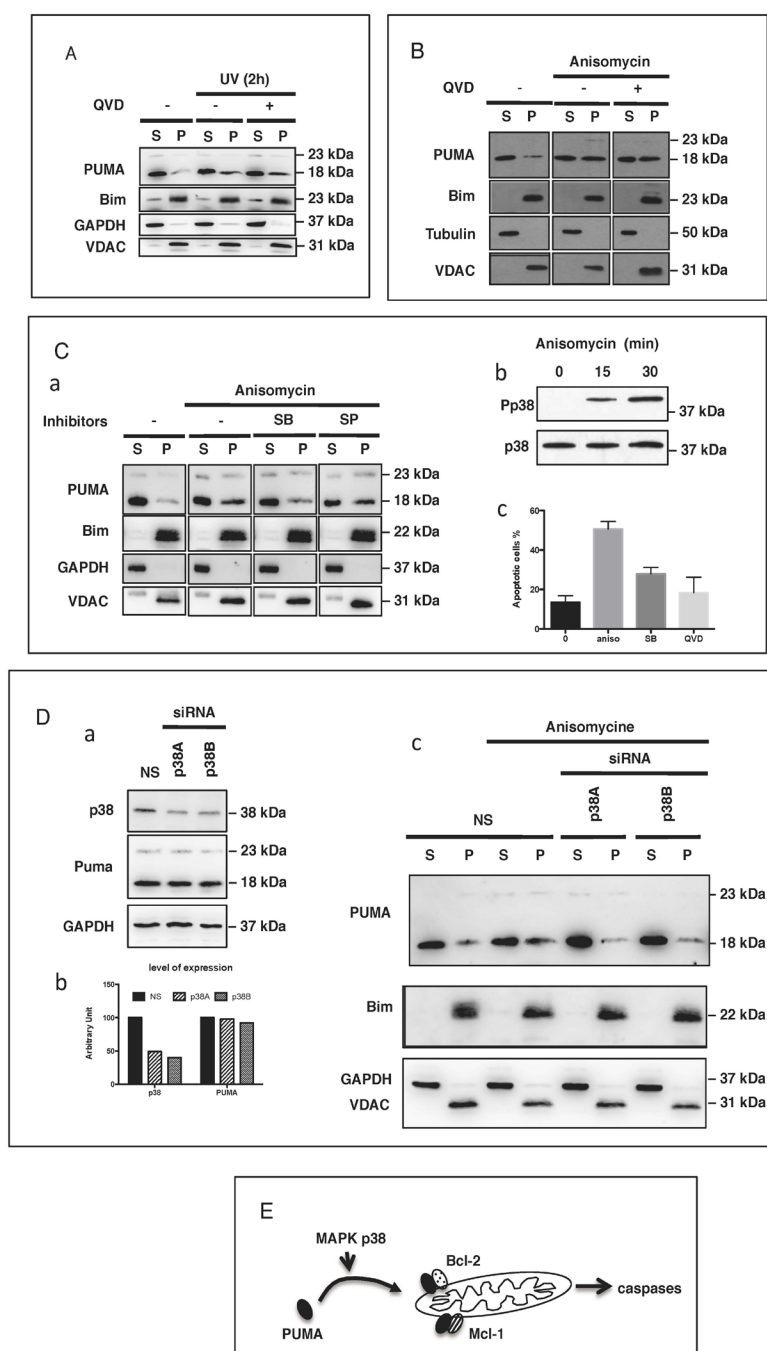 A
UV (2h)
QVD - - +
S P S P S P
PUMA
23 kDa
18 kDa
Bim 23 kDa
GAPDH 37 kDa
VDAC 31 kDa
B
Anisomycin
QVD - - +
S P S P S P
PUMA
23 kDa
18 kDa
Bim 23 kDa
Tubulin 50 kDa
VDAC 31 kDa
C
a
Anisomycin
Inhibitors - - SB SP
S P S P S P S P
PUMA
23 kDa
18 kDa
Bim 22 kDa
GAPDH 37 kDa
VDAC 31 kDa
b
Anisomycin (min)
0 15 30
Pp38 37 kDa
p38 37 kDa
c
Apoptotic cells %
60
40
20
0
0 aniso SB QVD
D
a
siRNA
NS p38A p38B
p38 38 kDa
Puma
23 kDa
18 kDa
GAPDH 37 kDa
b
level of expression
NS p38A p38B
Arbitrary Unit
150
100
50
0
p38 PUMA
c
Anisomycine
siRNA
NS p38A p38B
S P S P S P S P
PUMA
23 kDa
18 kDa
Bim 22 kDa
GAPDH 37 kDa
VDAC 31 kDa
E
MAPK p38
Bcl-2
caspases
PUMA
Mcl-1